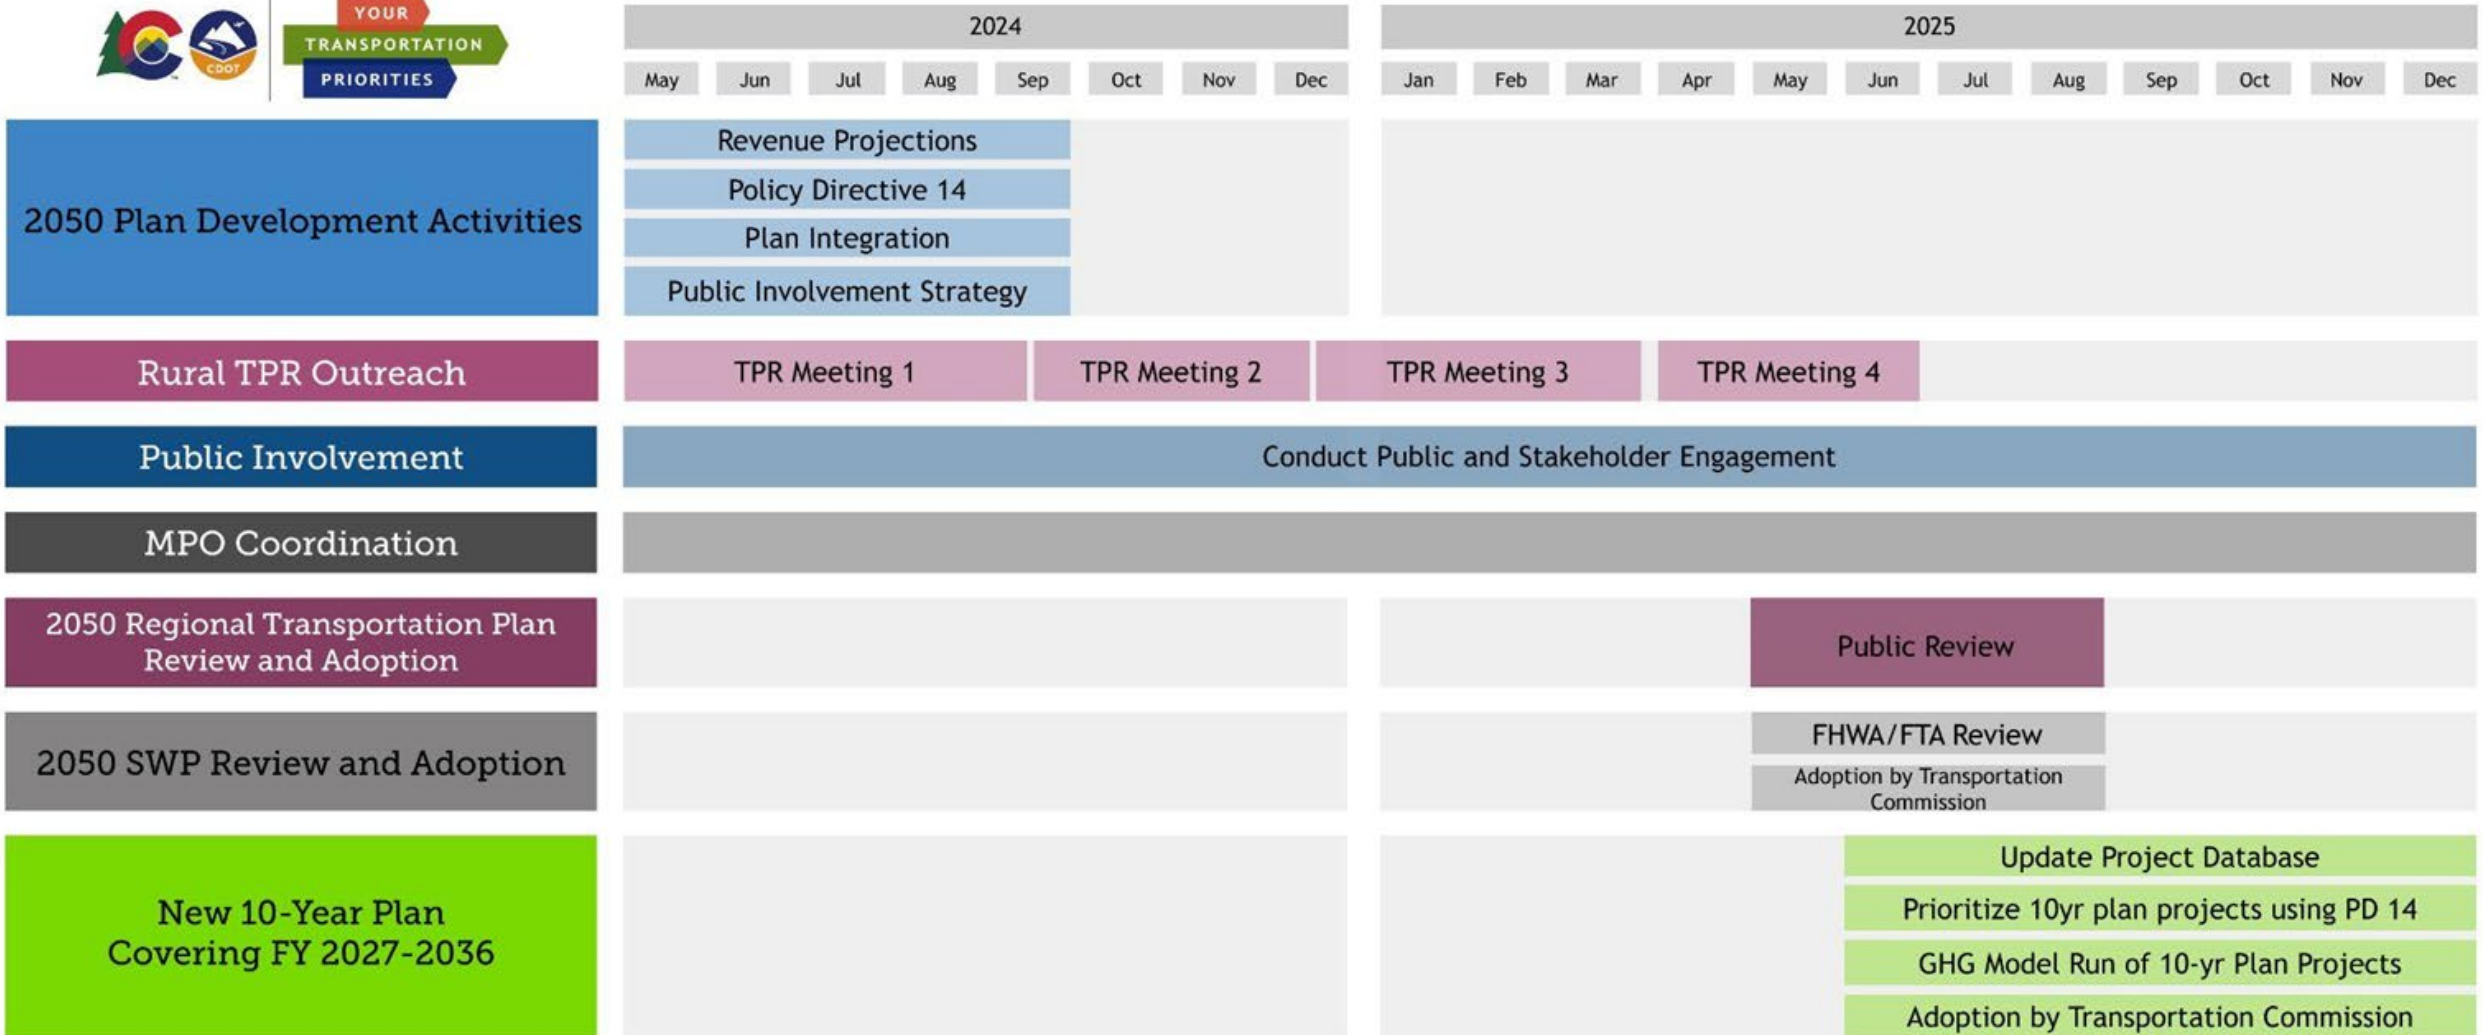 YOUR
TRANSPORTATION
PRIORITIES
CDOT
2024
2025
May Jun Jul Aug Sep Oct Nov Dec Jan Feb Mar Apr May Jun Jul Aug Sep Oct Nov Dec
2050 Plan Development Activities
Revenue Projections
Policy Directive 14
Plan Integration
Public Involvement Strategy
Rural TPR Outreach
TPR Meeting 1
TPR Meeting 2
TPR Meeting 3
TPR Meeting 4
Public Involvement
Conduct Public and Stakeholder Engagement
MPO Coordination
2050 Regional Transportation Plan
Review and Adoption
Public Review
2050 SWP Review and Adoption
FHWA/FTA Review
Adoption by Transportation
Commission
New 10-Year Plan
Covering FY 2027-2036
Update Project Database
Prioritize 10yr plan projects using PD 14
GHG Model Run of 10-yr Plan Projects
Adoption by Transportation Commission